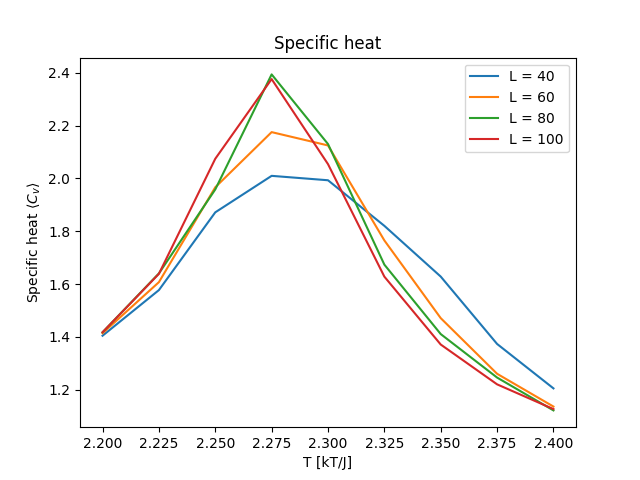 Specific heat
L = 40
L = 60
L = 80
L = 100
Specific heat ⟨C_v⟩
2.4
2.2
2.0
1.8
1.6
1.4
1.2
2.200 2.225 2.250 2.275 2.300 2.325 2.350 2.375 2.400
T [kT/J]